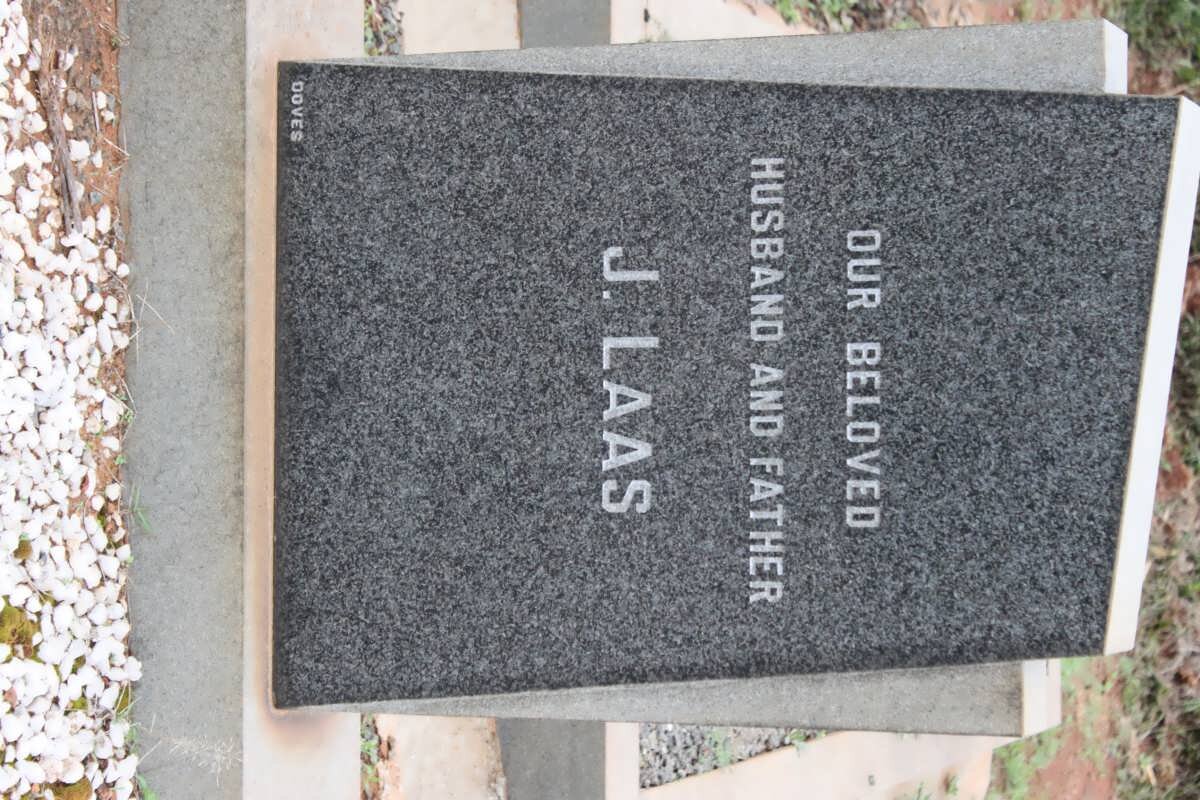 OUR BELOVED
HUSBAND AND FATHER
J. LAAS
DOVES